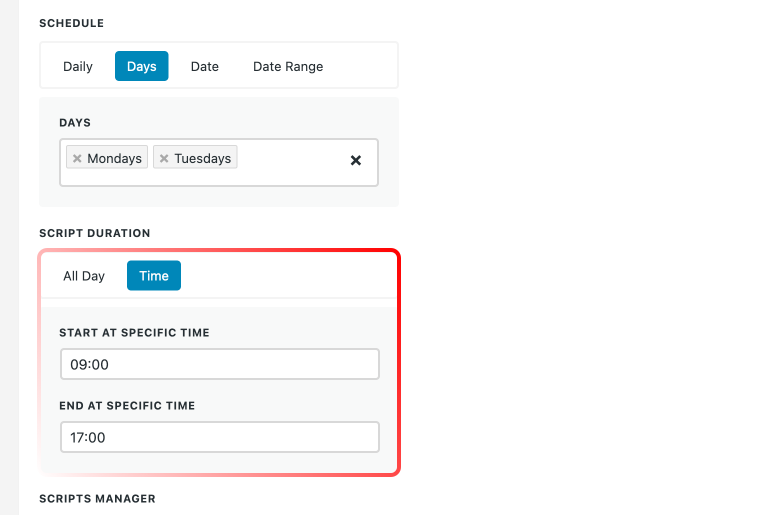 SCHEDULE
Daily Days Date Date Range
DAYS
× Mondays × Tuesdays ×
SCRIPT DURATION
All Day Time
START AT SPECIFIC TIME
09:00
END AT SPECIFIC TIME
17:00
SCRIPTS MANAGER